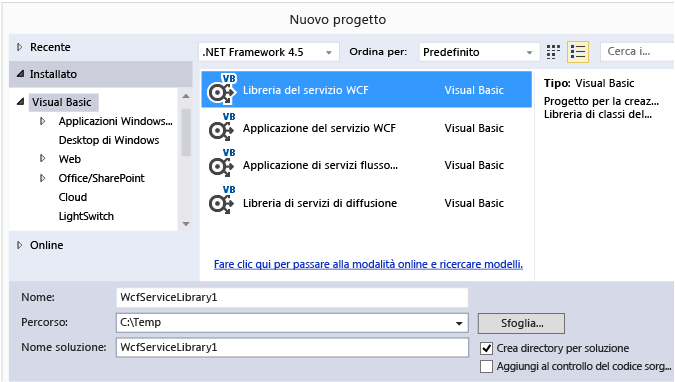 Nuovo progetto
Recente
Installato
Visual Basic
Applicazioni Windows...
Desktop di Windows
Web
Office/SharePoint
Cloud
LightSwitch
Online
.NET Framework 4.5
Ordina per:
Predefinito
Cerca i...
VB
Libreria del servizio WCF
Visual Basic
VB
Applicazione del servizio WCF
Visual Basic
VB
Applicazione di servizi flusso...
Visual Basic
VB
Libreria di servizi di diffusione
Visual Basic
Fare clic qui per passare alla modalità online e ricercare modelli.
Tipo: Visual Basic
Progetto per la creaz...
Libreria di classi del...
Nome:
WcfServiceLibrary1
Percorso:
C:\Temp
Sfoglia...
Nome soluzione:
WcfServiceLibrary1
Crea directory per soluzione
Aggiungi al controllo del codice sorg...